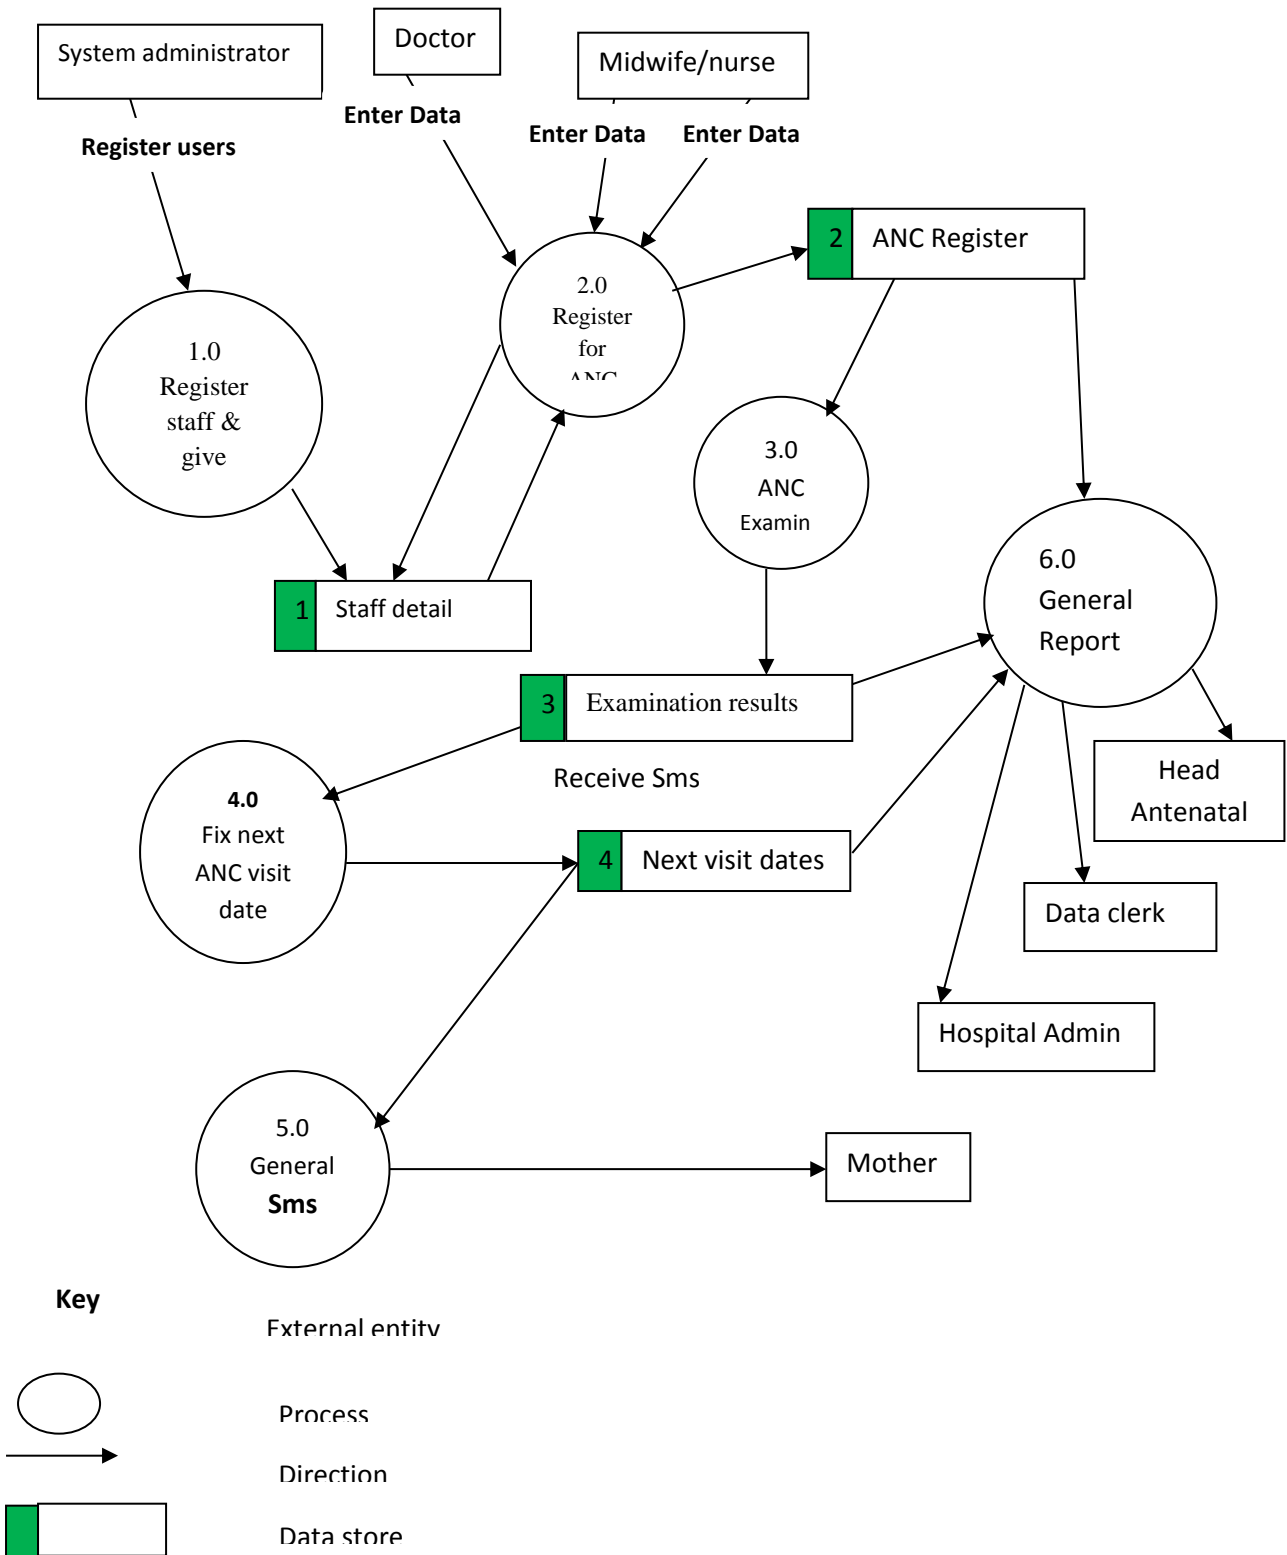 System administrator
Doctor
Midwife/nurse
Enter Data
Enter Data
Enter Data
Register users
2
ANC Register
2.0
Register
for
ANC
1.0
Register
staff &
give
3.0
ANC
Examin
6.0
General
Report
1
Staff detail
3
Examination results
Receive Sms
Head
Antenatal
4.0
Fix next
ANC visit
date
4
Next visit dates
Data clerk
Hospital Admin
5.0
General
Sms
Mother
Key
External entity
Process
Direction
Data store